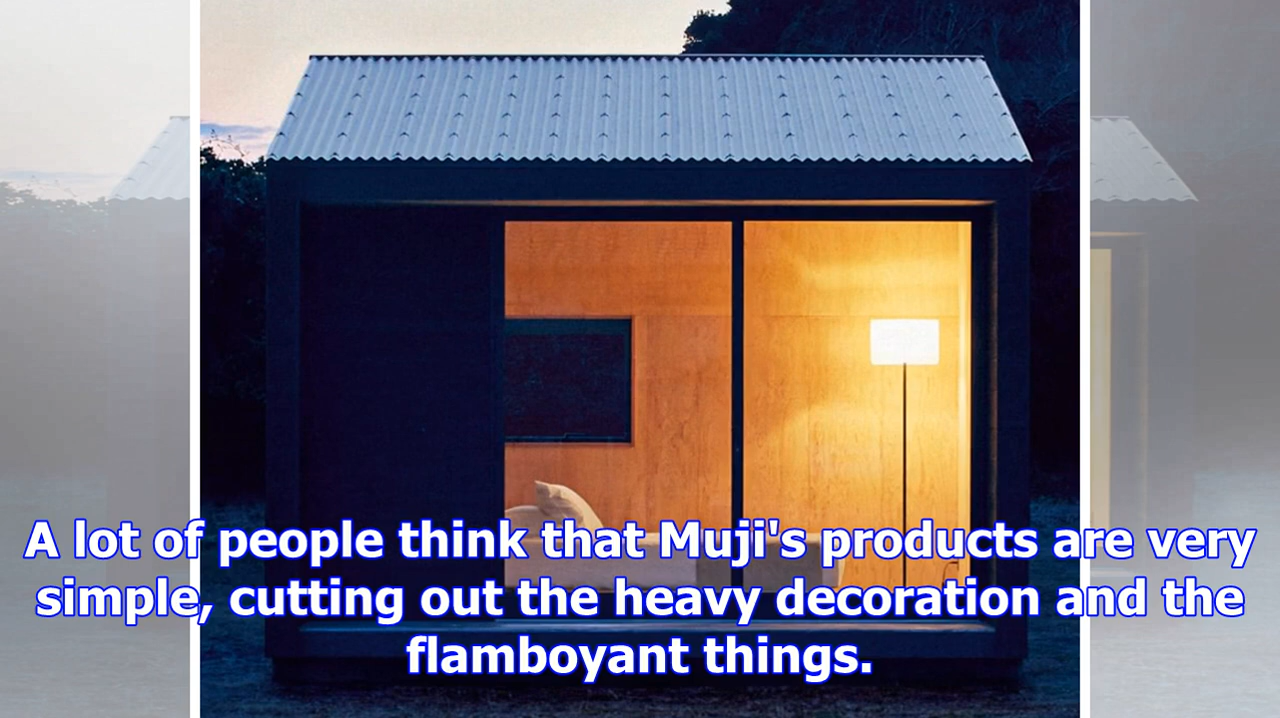 A lot of people think that Muji's products are very
simple, cutting out the heavy decoration and the
flamboyant things.